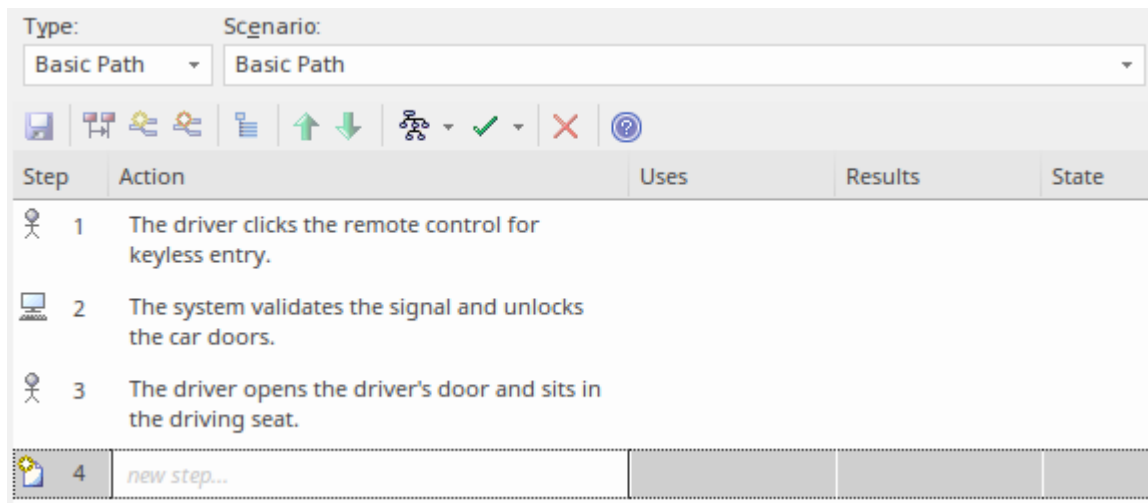 Type: Scenario:
Basic Path Basic Path
Step Action Uses Results State
1 The driver clicks the remote control for
keyless entry.
2 The system validates the signal and unlocks
the car doors.
3 The driver opens the driver's door and sits in
the driving seat.
4 new step...